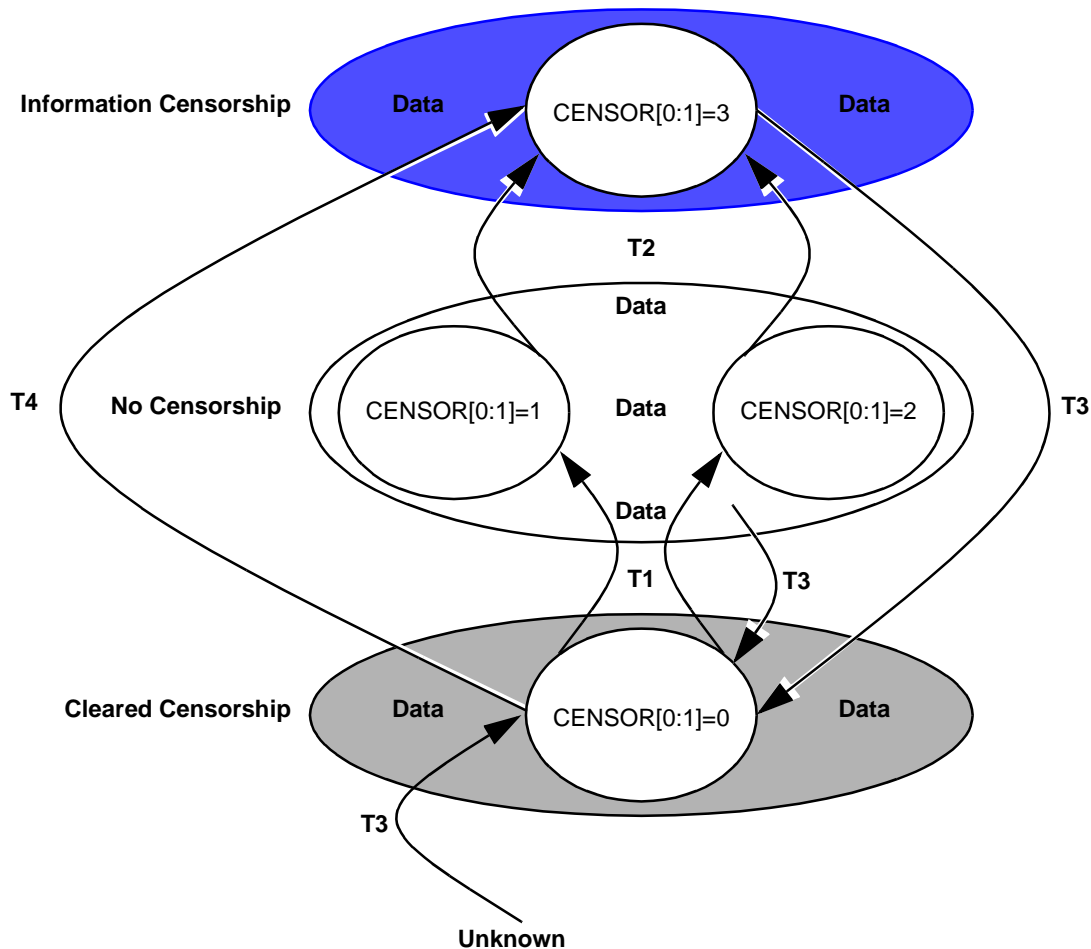 Information Censorship
Data
CENSOR[0:1]=3
Data
T2
Data
T4
No Censorship
CENSOR[0:1]=1
Data
CENSOR[0:1]=2
T3
Data
T1
T3
Cleared Censorship
Data
CENSOR[0:1]=0
Data
T3
Unknown